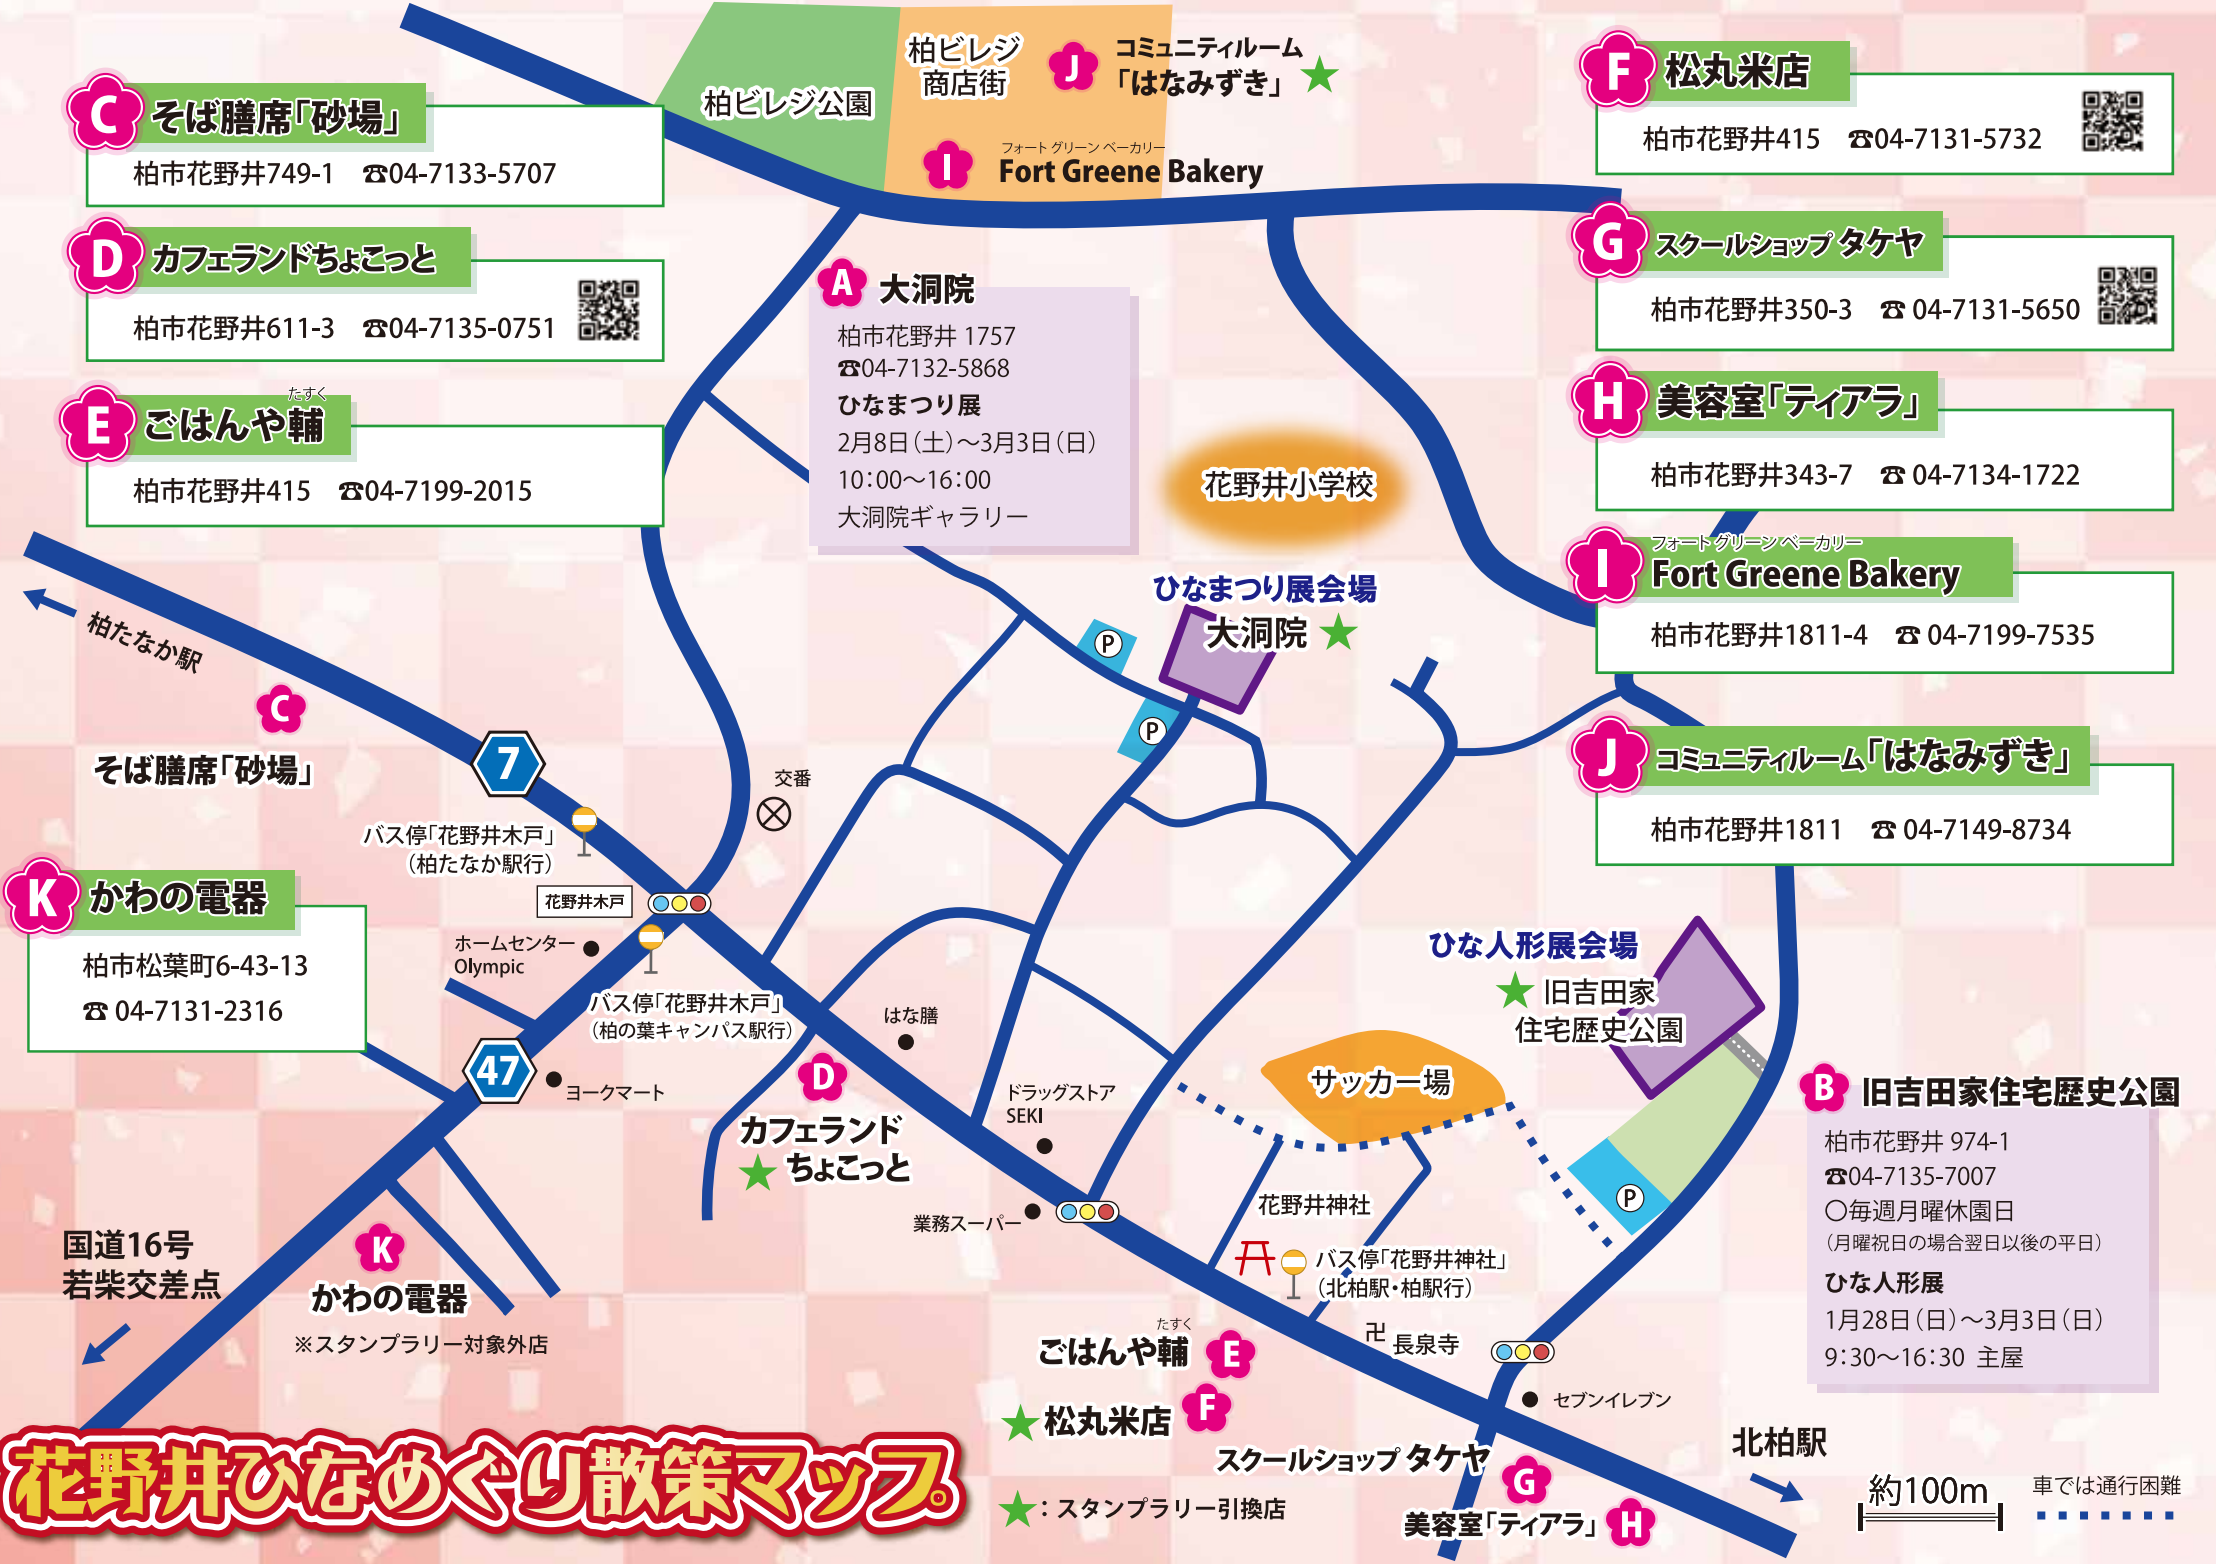 柏ビレジ公園
柏ビレジ
商店街
J
コミュニティルーム
「はなみずき」
I
フォート グリーン ベーカリー
Fort Greene Bakery
C
そば膳席「砂場」
柏市花野井749-1 ☎04-7133-5707
D
カフェランドちょこっと
柏市花野井611-3 ☎04-7135-0751
E
たすく
ごはんや輔
柏市花野井415 ☎04-7199-2015
A
大洞院
柏市花野井 1757
☎04-7132-5868
ひなまつり展
2月8日(土)～3月3日(日)
10:00～16:00
大洞院ギャラリー
F
松丸米店
柏市花野井415 ☎04-7131-5732
G
スクールショップ タケヤ
柏市花野井350-3 ☎ 04-7131-5650
H
美容室「ティアラ」
柏市花野井343-7 ☎ 04-7134-1722
I
フォート グリーン ベーカリー
Fort Greene Bakery
柏市花野井1811-4 ☎ 04-7199-7535
J
コミュニティルーム「はなみずき」
柏市花野井1811 ☎ 04-7149-8734
花野井小学校
ひなまつり展会場
大洞院 ★
P
P
柏たなか駅
C
そば膳席「砂場」
7
交番
バス停「花野井木戸」
(柏たなか駅行)
花野井木戸
K
かわの電器
柏市松葉町6-43-13
☎ 04-7131-2316
ホームセンター
Olympic
バス停「花野井木戸」
(柏の葉キャンパス駅行)
47
ヨークマート
はな膳
D
カフェランド
★ ちょこっと
ドラッグストア
SEKI
業務スーパー
ひな人形展会場
★ 旧吉田家
住宅歴史公園
サッカー場
P
花野井神社
バス停「花野井神社」
(北柏駅・柏駅行)
卍 長泉寺
B
旧吉田家住宅歴史公園
柏市花野井 974-1
☎04-7135-7007
○毎週月曜休園日
(月曜祝日の場合翌日以後の平日)
ひな人形展
1月28日(日)～3月3日(日)
9:30～16:30 主屋
国道16号
若柴交差点
K
かわの電器
※スタンプラリー対象外店
たすく
ごはんや輔
E
★松丸米店
F
セブンイレブン
スクールショップ タケヤ
G
美容室「ティアラ」
H
北柏駅
約100m
車では通行困難
★：スタンプラリー引換店
花野井ひなめぐり散策マップ。